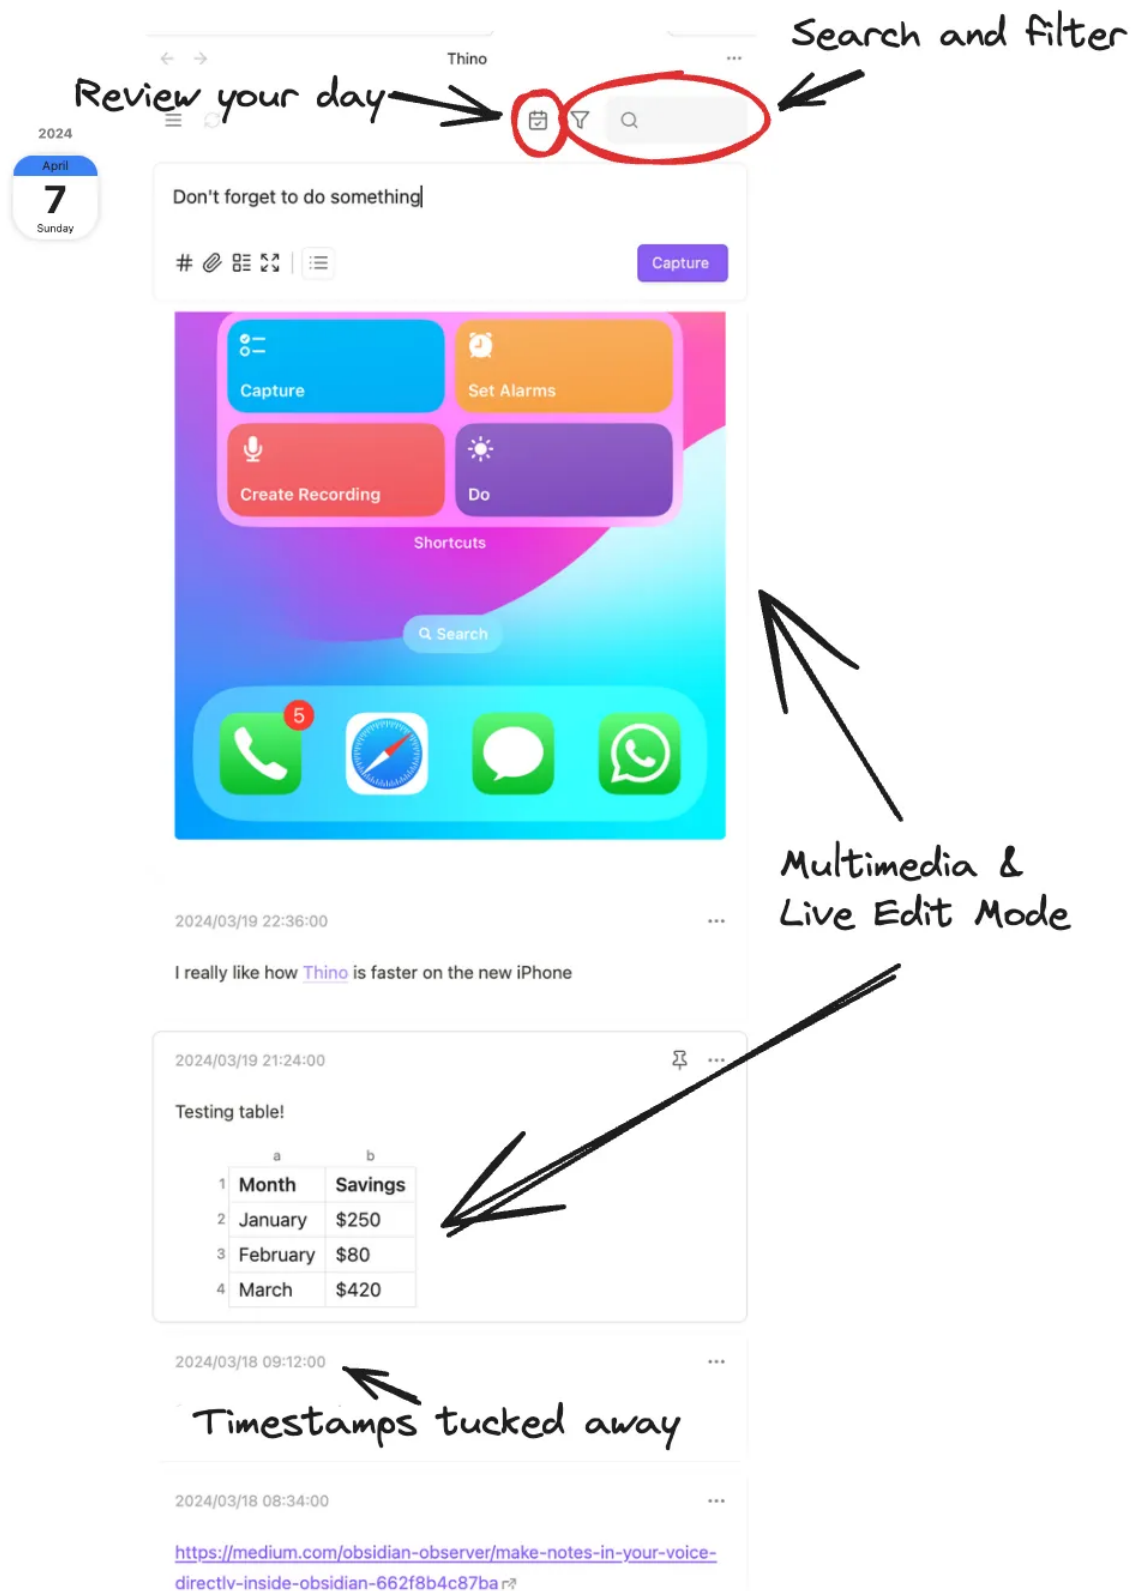 Search and filter
Thino
Review your day
2024
April
7
Sunday
Don't forget to do something
Capture
Capture
Set Alarms
Create Recording
Do
Shortcuts
Search
5
Multimedia &
Live Edit Mode
2024/03/19 22:36:00
I really like how Thino is faster on the new iPhone
2024/03/19 21:24:00
Testing table!
a b
1 Month Savings
2 January $250
3 February $80
4 March $420
2024/03/18 09:12:00
Timestamps tucked away
2024/03/18 08:34:00
https://medium.com/obsidian-observer/make-notes-in-your-voice-
directly-inside-obsidian-662f8b4c87ba